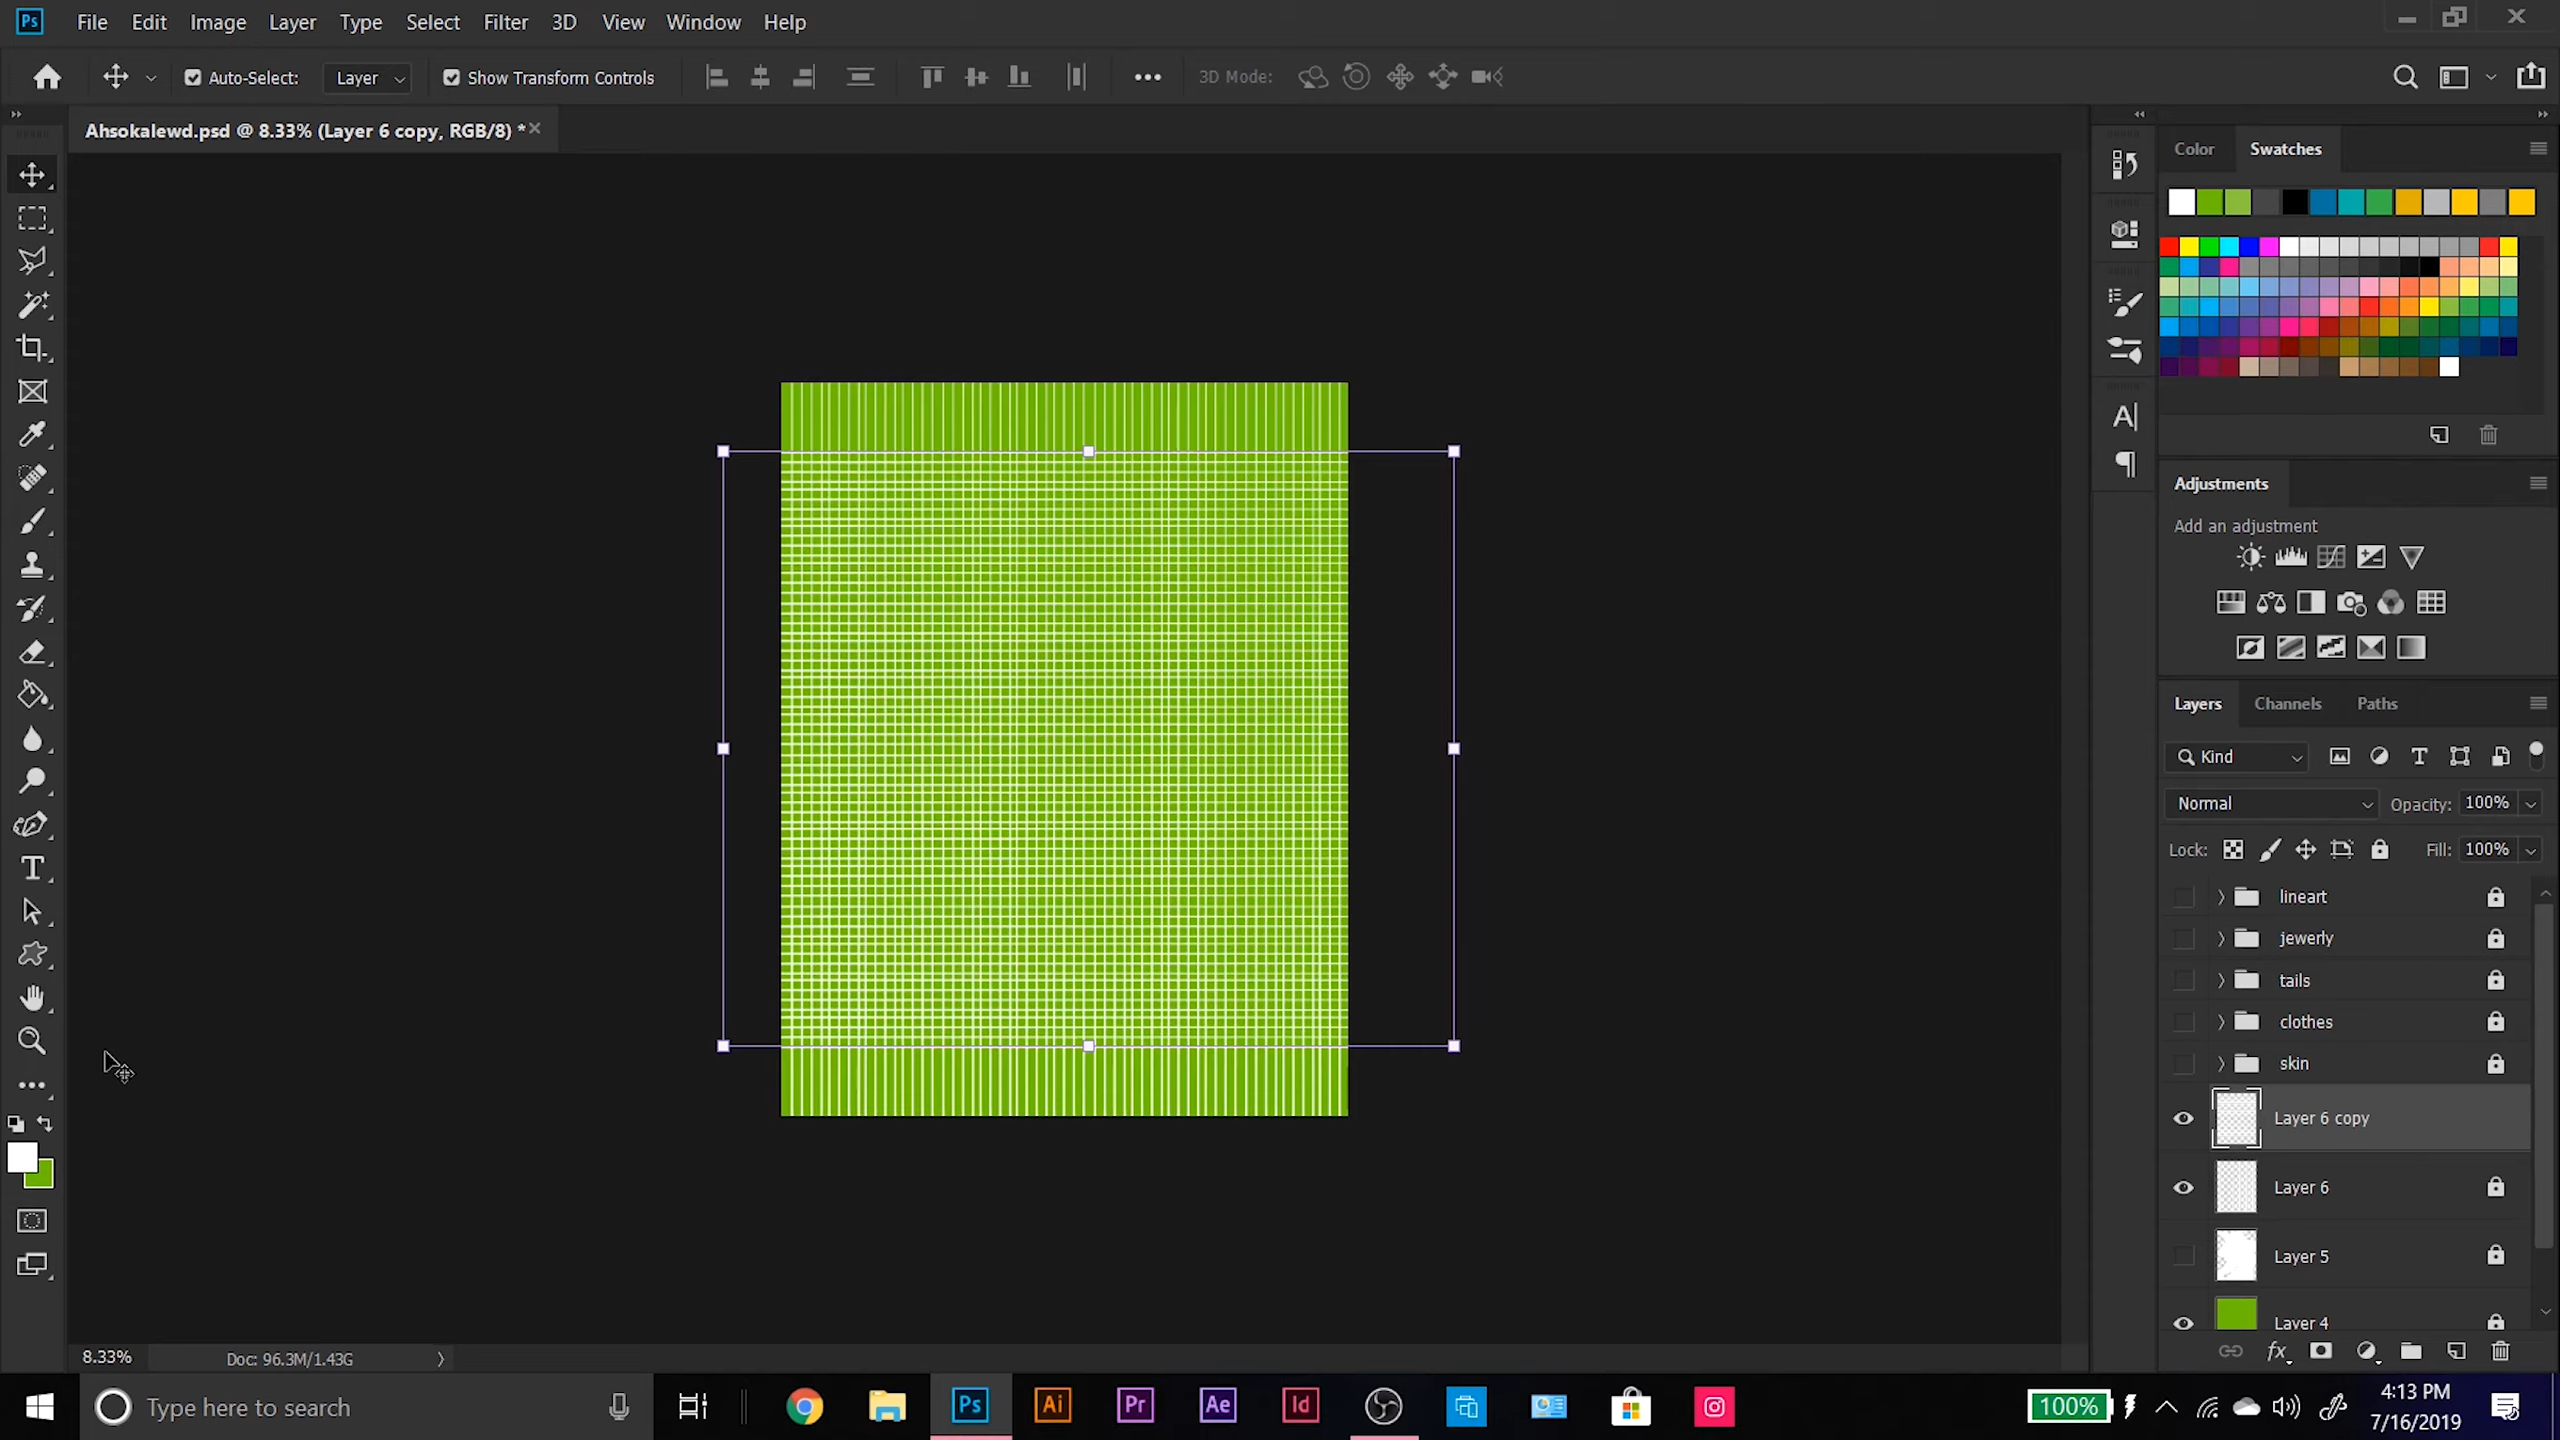 Ps File Edit Image Layer Type Select Filter 3D View Window Help
Auto-Select: Layer Show Transform Controls 3D Mode:
Ahsokalewd.psd @ 8.33% (Layer 6 copy, RGB/8) *
Color Swatches
Adjustments
Add an adjustment
Layers Channels Paths
Kind
Normal Opacity: 100%
Lock: Fill: 100%
lineart
jewerly
tails
clothes
skin
Layer 6 copy
Layer 6
Layer 5
Layer 4
fx
8.33% Doc: 96.3M/1.43G
Type here to search Ps Ai Pr Ae Id 100% 4:13 PM
7/16/2019